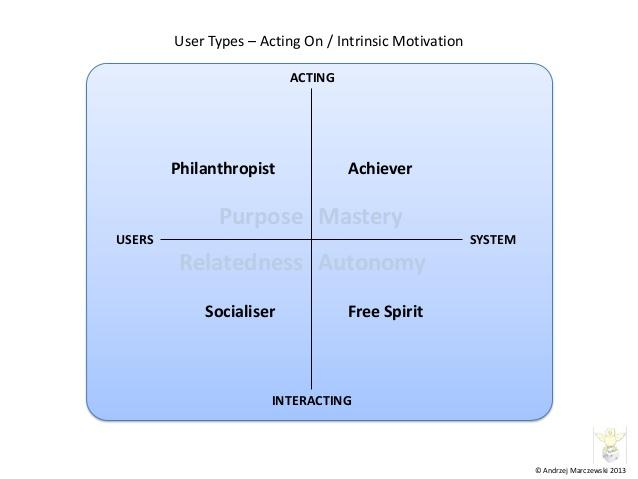 User Types – Acting On / Intrinsic Motivation
ACTING
Philanthropist Achiever
Purpose Mastery
USERS SYSTEM
Relatedness Autonomy
Socialiser Free Spirit
INTERACTING
© Andrzej Marczewski 2013